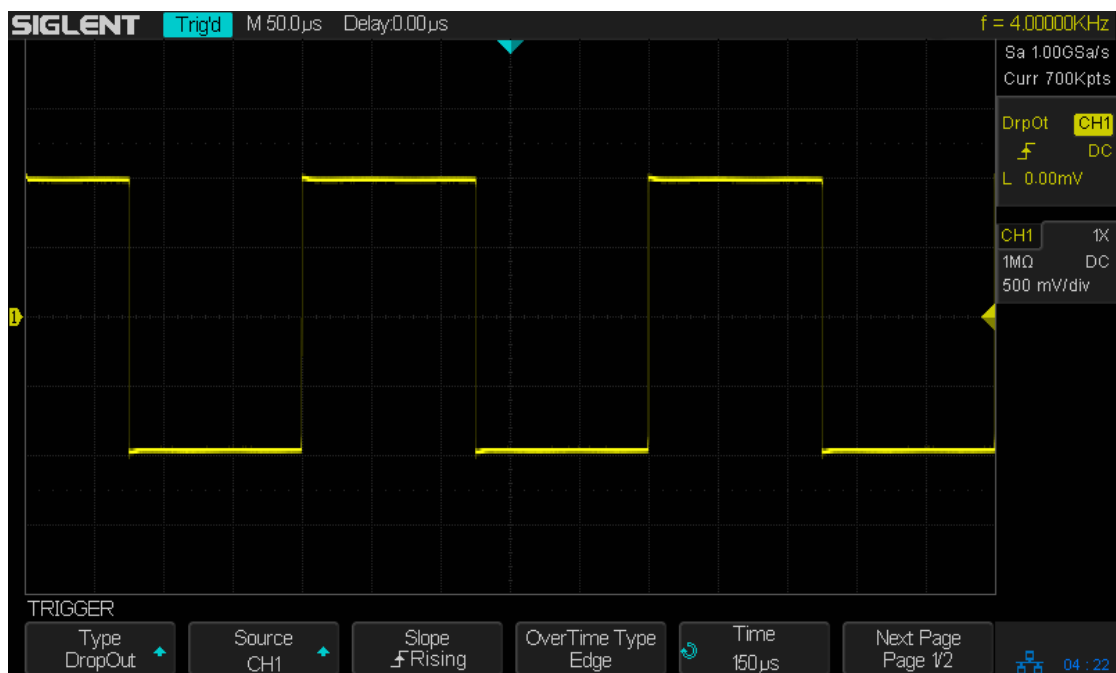 SIGLENT Trig'd M 50.0µs Delay:0.00µs f = 4.00000KHz
Sa 1.00GSa/s
Curr 700Kpts
DrpOt CH1
DC
L 0.00mV
CH1 1X
1MΩ DC
500 mV/div
1
TRIGGER
Type Source Slope OverTime Type Time Next Page
DropOut CH1 Rising Edge 150µs Page 1/2
04 : 22